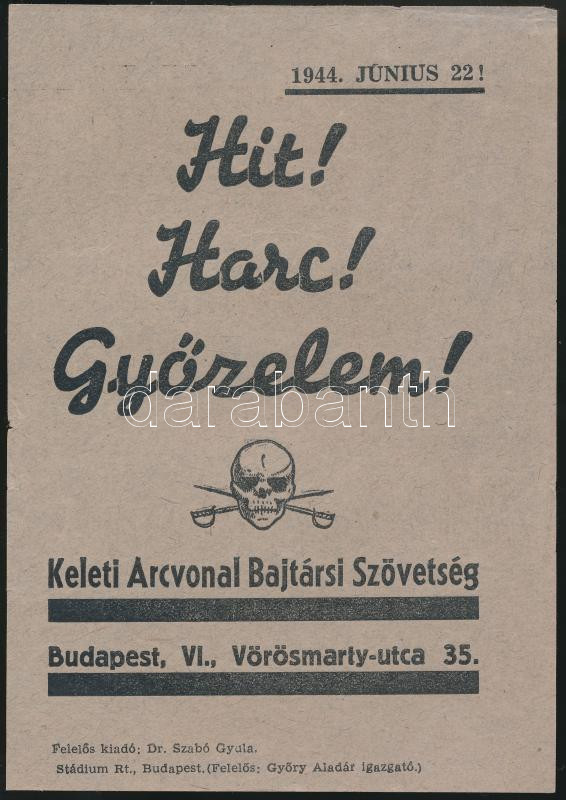 1944. JÚNIUS 22!
Hit!
Harc!
Győzelem!
darabanth
Keleti Arcvonal Bajtársi Szövetség
Budapest, VI., Vörösmarty-utca 35.
Felelős kiadó: Dr. Szabó Gyula.
Stádium Rt., Budapest. (Felelős: Győry Aladár igazgató.)